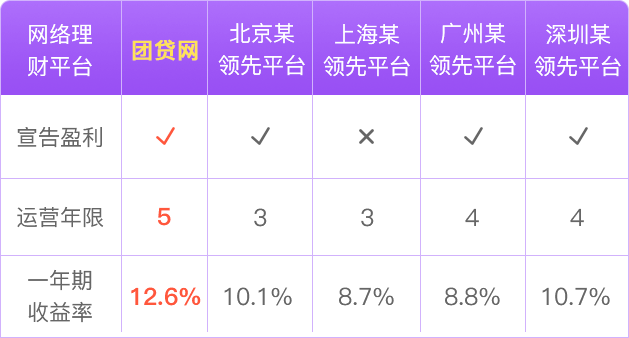 网络理 财平台 团贷网 北京某 领先平台 上海某 领先平台 广州某 领先平台 深圳某 领先平台
宣告盈利 ✓ ✓ ✕ ✓ ✓
运营年限 5 3 3 4 4
一年期 收益率 12.6% 10.1% 8.7% 8.8% 10.7%